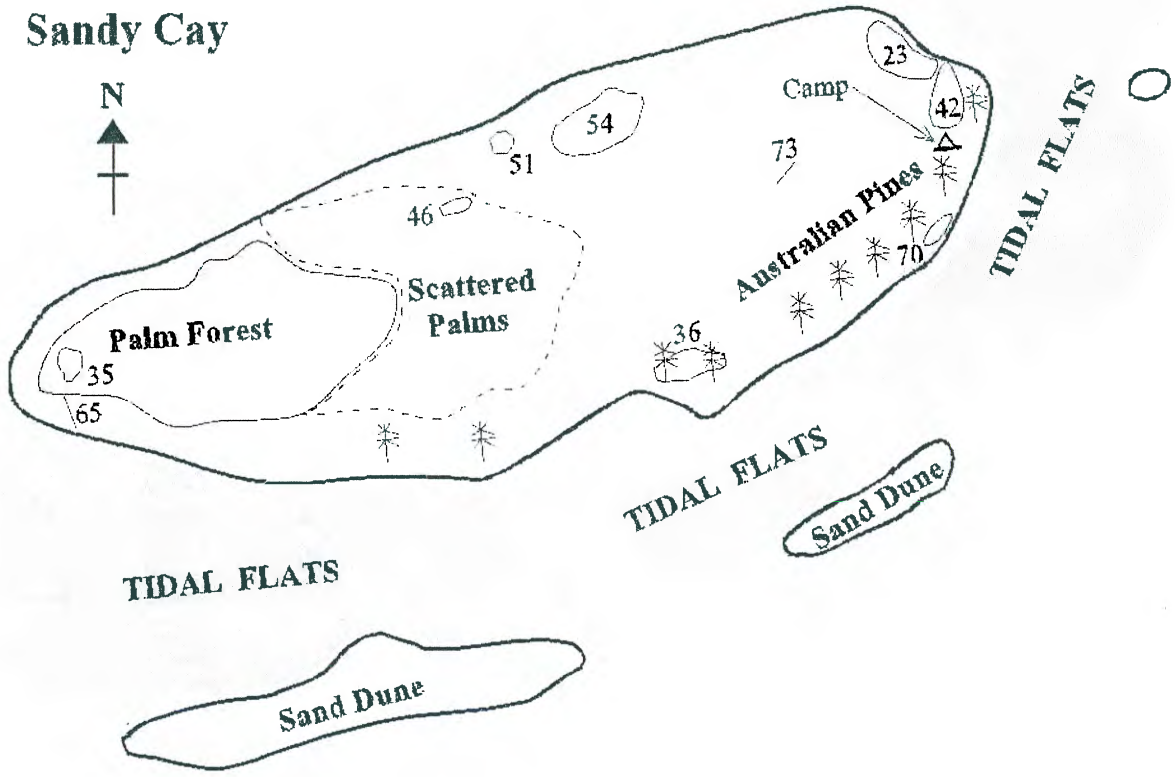 Sandy Cay
N
23
Camp
42
54
51
73
TIDAL FLATS
46
Australian Pines
70
Scattered
Palms
Palm Forest
36
35
65
TIDAL FLATS
Sand Dune
TIDAL FLATS
Sand Dune